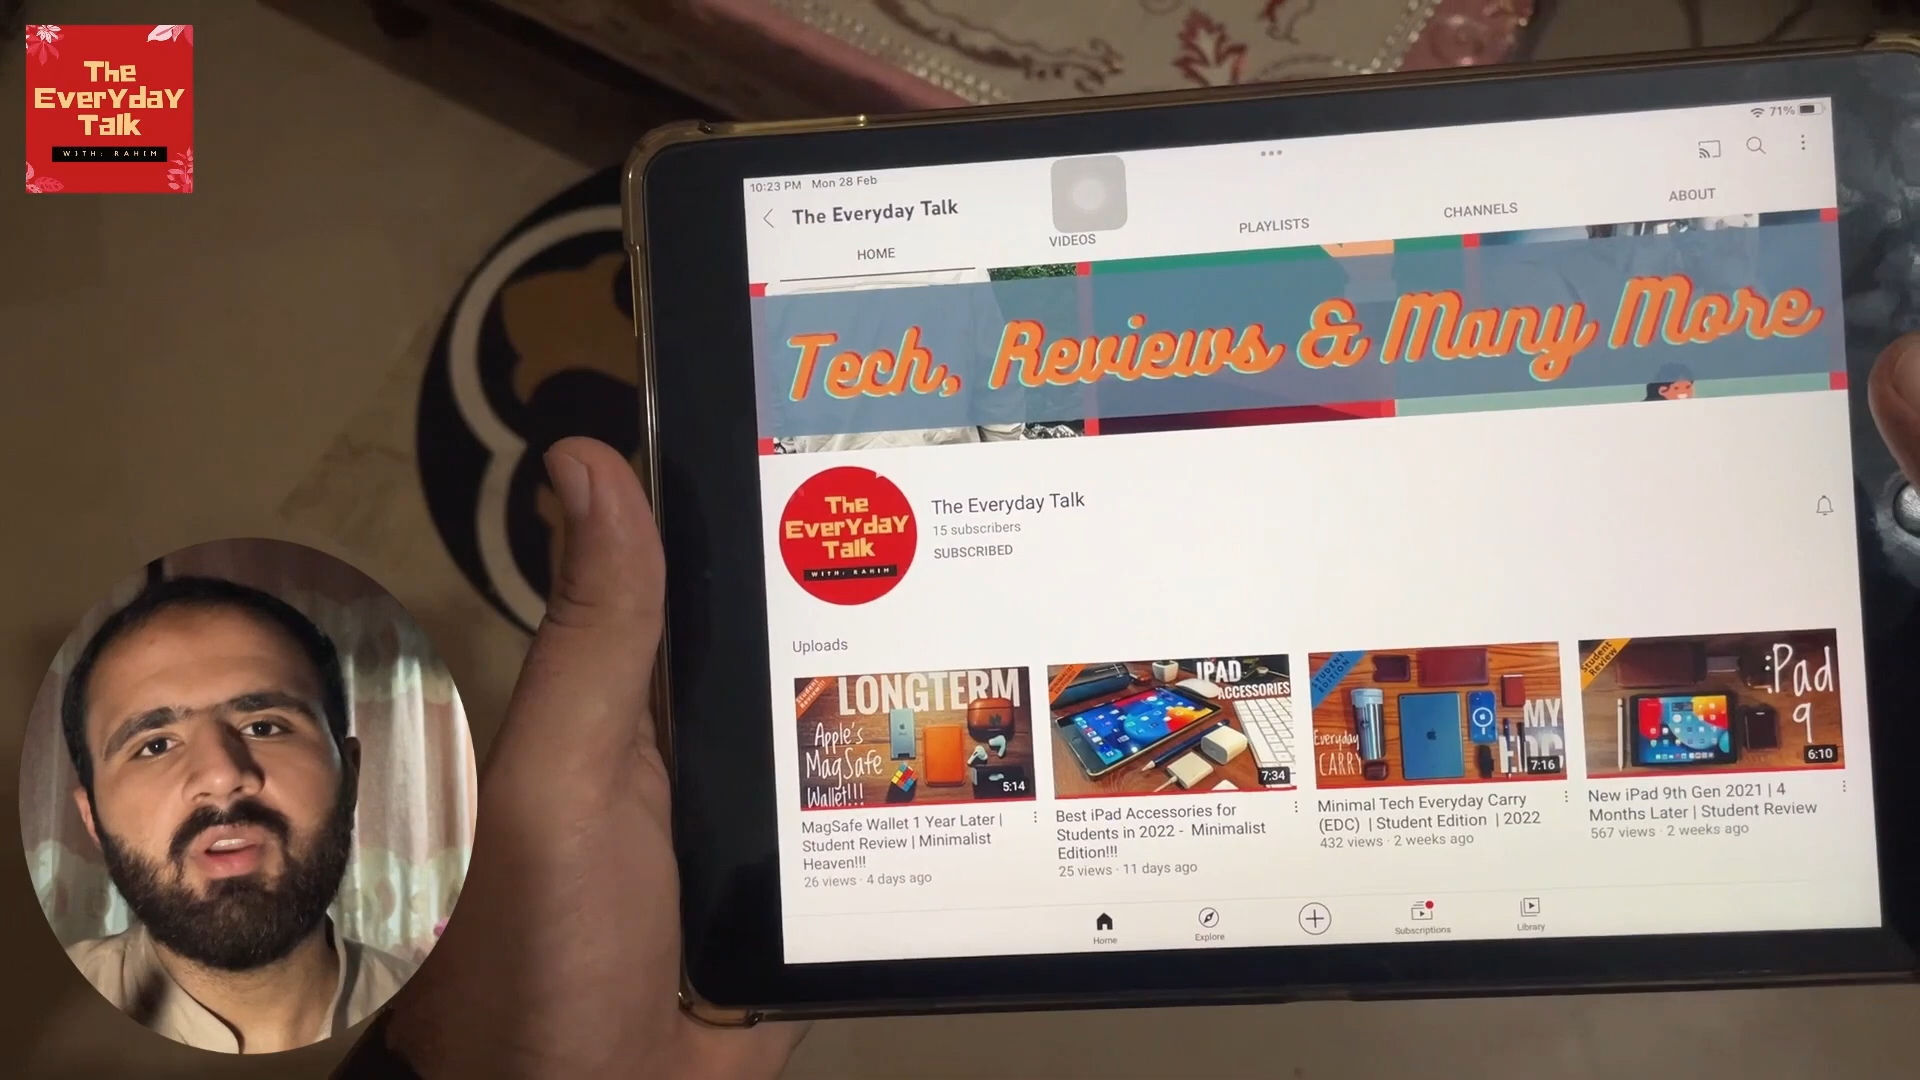 The
EverYdaY
Talk
WITH: RAHIM
10:23 PM Mon 28 Feb
71%
The Everyday Talk
HOME
VIDEOS
PLAYLISTS
CHANNELS
ABOUT
Tech, Reviews & Many More
The
EverYdaY
Talk
WITH: RAHIM
The Everyday Talk
15 subscribers
SUBSCRIBED
Uploads
Student
Review!!!
LONGTERM
Apple's
MagSafe
Wallet!!!
5:14
MagSafe Wallet 1 Year Later |
Student Review | Minimalist
Heaven!!!
26 views · 4 days ago
IPAD
ACCESSORIES
7:34
Best iPad Accessories for
Students in 2022 - Minimalist
Edition!!!
25 views · 11 days ago
STUDENT
EDITION
Everyday
CARRY
MY
EDC
7:16
Minimal Tech Everyday Carry
(EDC) | Student Edition | 2022
432 views · 2 weeks ago
Student
Review
iPad
9
6:10
New iPad 9th Gen 2021 | 4
Months Later | Student Review
567 views · 2 weeks ago
Home
Explore
Subscriptions
Library